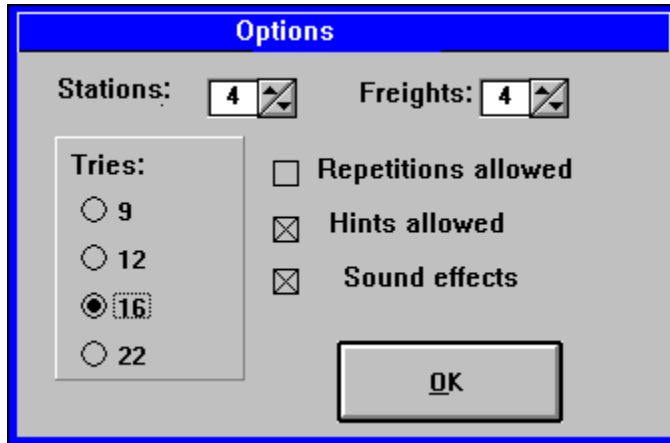 Options
Stations: 4 Freights: 4
Tries:
9
12
16
22
Repetitions allowed
Hints allowed
Sound effects
OK